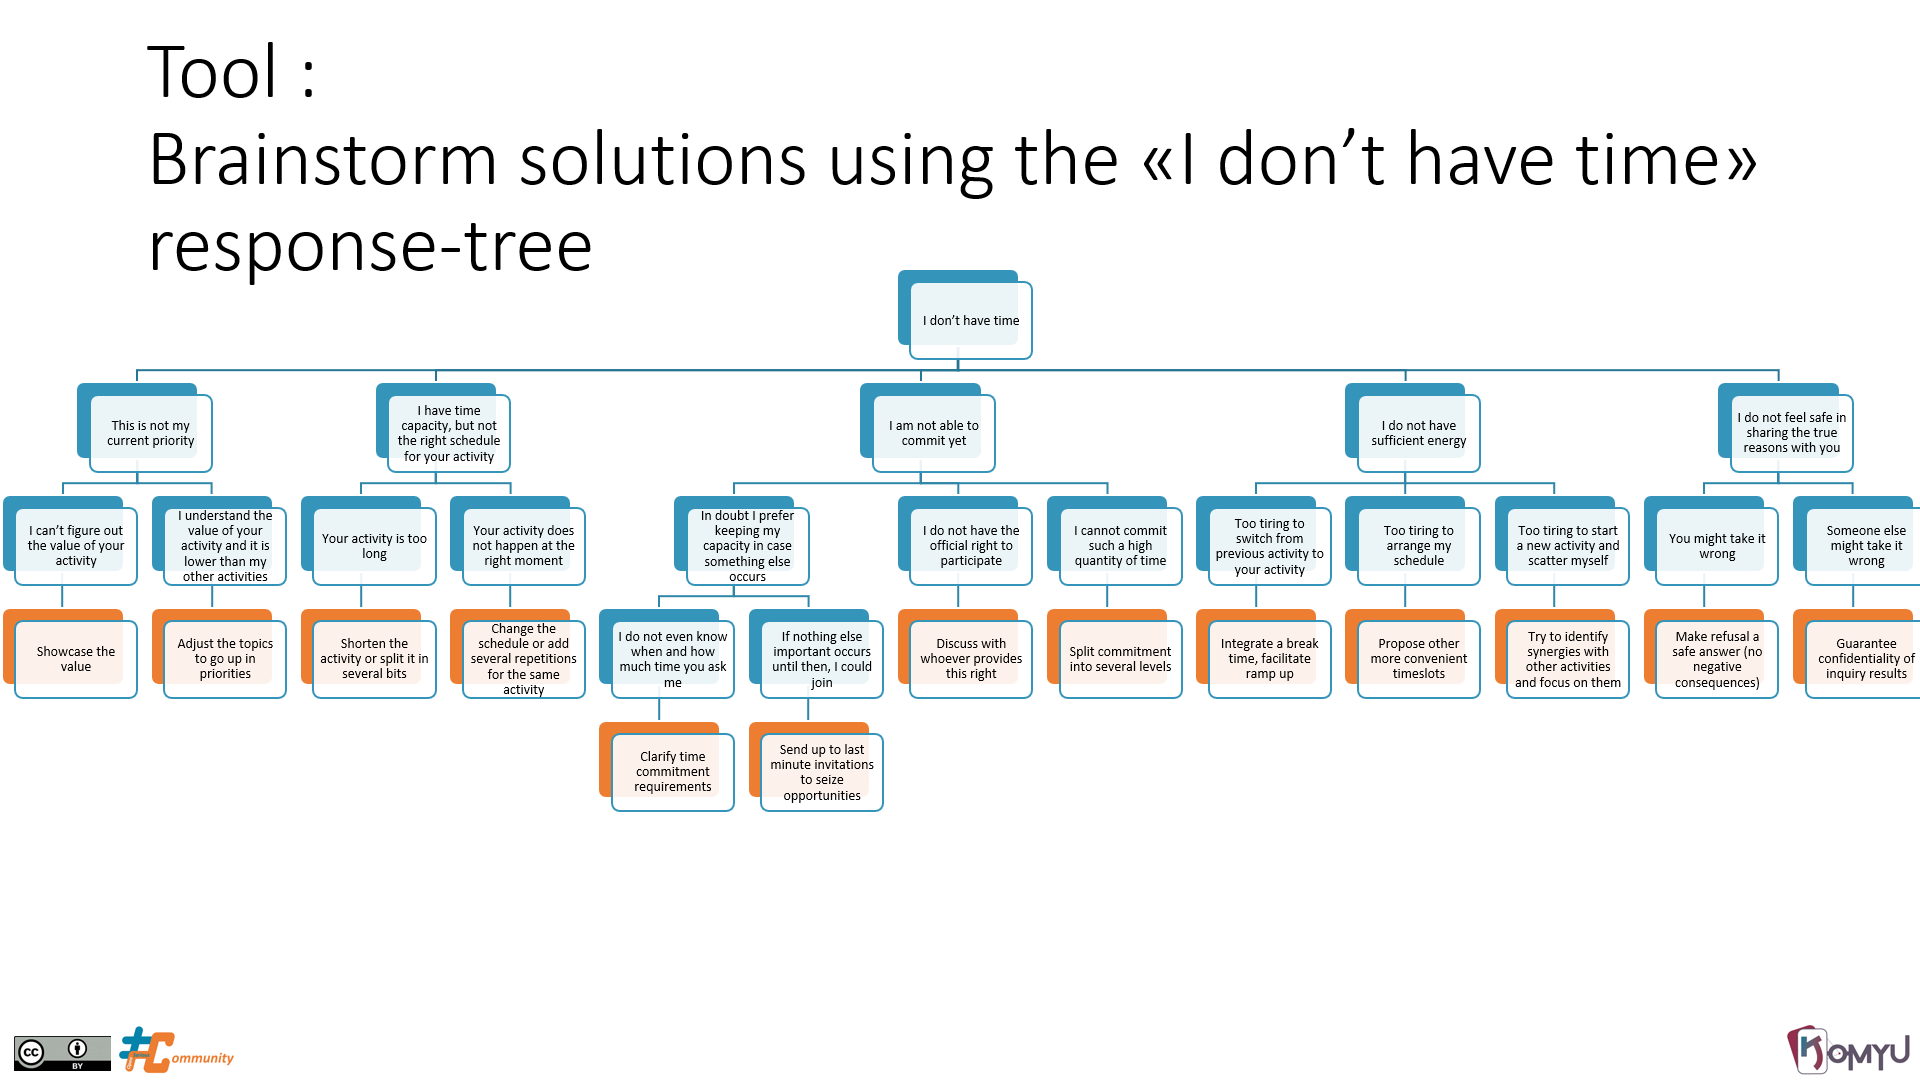 Tool :
Brainstorm solutions using the «I don’t have time»
response-tree
I don’t have time
This is not my
current priority
I have time
capacity, but not
the right schedule
for your activity
I am not able to
commit yet
I do not have
sufficient energy
I do not feel safe in
sharing the true
reasons with you
I can’t figure out
the value of your
activity
I understand the
value of your
activity and it is
lower than my
other activities
Your activity is too
long
Your activity does
not happen at the
right moment
In doubt I prefer
keeping my
capacity in case
something else
occurs
I do not have the
official right to
participate
I cannot commit
such a high
quantity of time
Too tiring to
switch from
previous activity to
your activity
Too tiring to
arrange my
schedule
Too tiring to start
a new activity and
scatter myself
You might take it
wrong
Someone else
might take it
wrong
Showcase the
value
Adjust the topics
to go up in
priorities
Shorten the
activity or split it in
several bits
Change the
schedule or add
several repetitions
for the same
activity
I do not even know
when and how
much time you ask
me
If nothing else
important occurs
until then, I could
join
Discuss with
whoever provides
this right
Split commitment
into several levels
Integrate a break
time, facilitate
ramp up
Propose other
more convenient
timeslots
Try to identify
synergies with
other activities
and focus on them
Make refusal a
safe answer (no
negative
consequences)
Guarantee
confidentiality of
inquiry results
Clarify time
commitment
requirements
Send up to last
minute invitations
to seize
opportunities
cc
BY
#Community
KOMYU